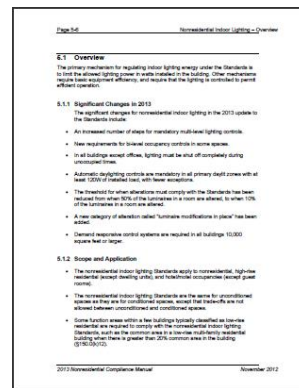 Page 5-6 Nonresidential Indoor Lighting – Overview
5.1 Overview
The primary mechanism for regulating indoor lighting energy under the Standards is
to limit the allowed lighting power in watts installed in the building. Other mechanisms
require basic equipment efficiency, and require that the lighting is controlled to permit
efficient operation.
5.1.1 Significant Changes in 2013
The significant changes for nonresidential indoor lighting in the 2013 update to
the Standards include:
• An increased number of steps for mandatory multi-level lighting controls.
• New requirements for bi-level occupancy controls in some spaces.
• In all buildings except offices, lighting must be shut off completely during
unoccupied times.
• Automatic daylighting controls are mandatory in all primary daylit zones with at
least 120W of installed load, with fewer exceptions.
• The threshold for when alterations must comply with the Standards has been
reduced from when 50% of the luminaires in a room are altered, to when 10%
of the luminaires in a room are altered.
• A new category of alteration called “luminaire modifications in place” has been
added.
• Demand responsive control systems are required in all buildings 10,000
square feet or larger.
5.1.2 Scope and Application
• The nonresidential indoor lighting Standards apply to nonresidential, high-rise
residential (except dwelling units), and hotel/motel occupancies (except guest
rooms).
• The nonresidential indoor lighting Standards are the same for unconditioned
spaces as they are for conditioned spaces, except that trade-offs are not
allowed between unconditioned and conditioned spaces.
• Some function areas within a few buildings typically classified as low-rise
residential are required to comply with the nonresidential indoor lighting
Standards, such as the common area in a low-rise multi-family residential
building when there is greater than 20% common area in the building
(§150.0(k)12).
2013 Nonresidential Compliance Manual November 2012